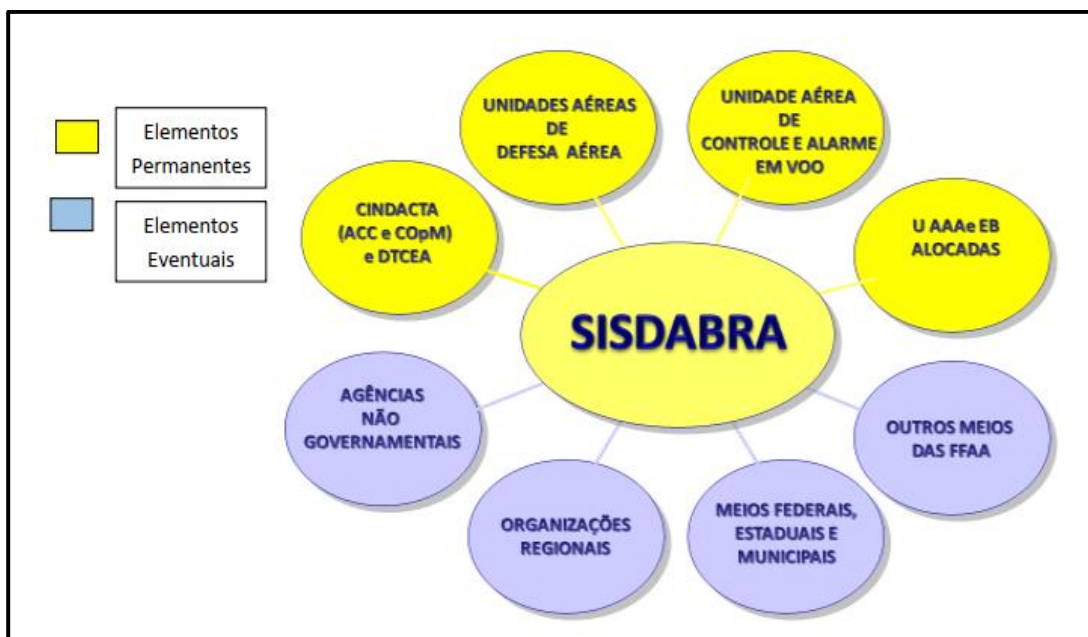 Elementos
Permanentes
Elementos
Eventuais
UNIDADES AÉREAS
DE
DEFESA AÉREA
UNIDADE AÉREA
DE
CONTROLE E ALARME
EM VOO
CINDACTA
(ACC e COpM)
e DTCEA
U AAAe EB
ALOCADAS
SISDABRA
AGÊNCIAS
NÃO
GOVERNAMENTAIS
OUTROS MEIOS
DAS FFAA
ORGANIZAÇÕES
REGIONAIS
MEIOS FEDERAIS,
ESTADUAIS E
MUNICIPAIS